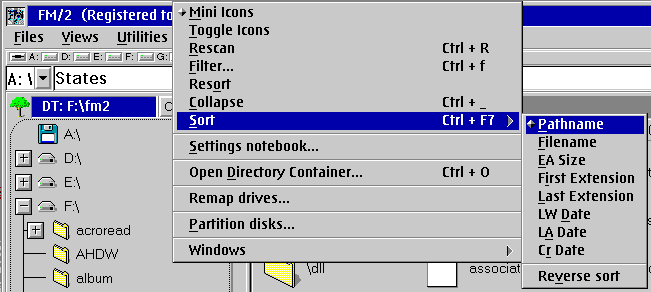 FM/2 (Registered to
Files Views Utilities
A: D: E: F: G:
A:\ States
DT: F:\fm2
A:\
D:\
E:\
F:\
acroread
AHDW
album
Mini Icons
Toggle Icons
Rescan Ctrl + R
Filter... Ctrl + f
Resort
Collapse Ctrl + _
Sort Ctrl + F7
Settings notebook...
Open Directory Container... Ctrl + O
Remap drives...
Partition disks...
Windows
Pathname
Filename
EA Size
First Extension
Last Extension
LW Date
LA Date
Cr Date
Reverse sort
\dll
associat